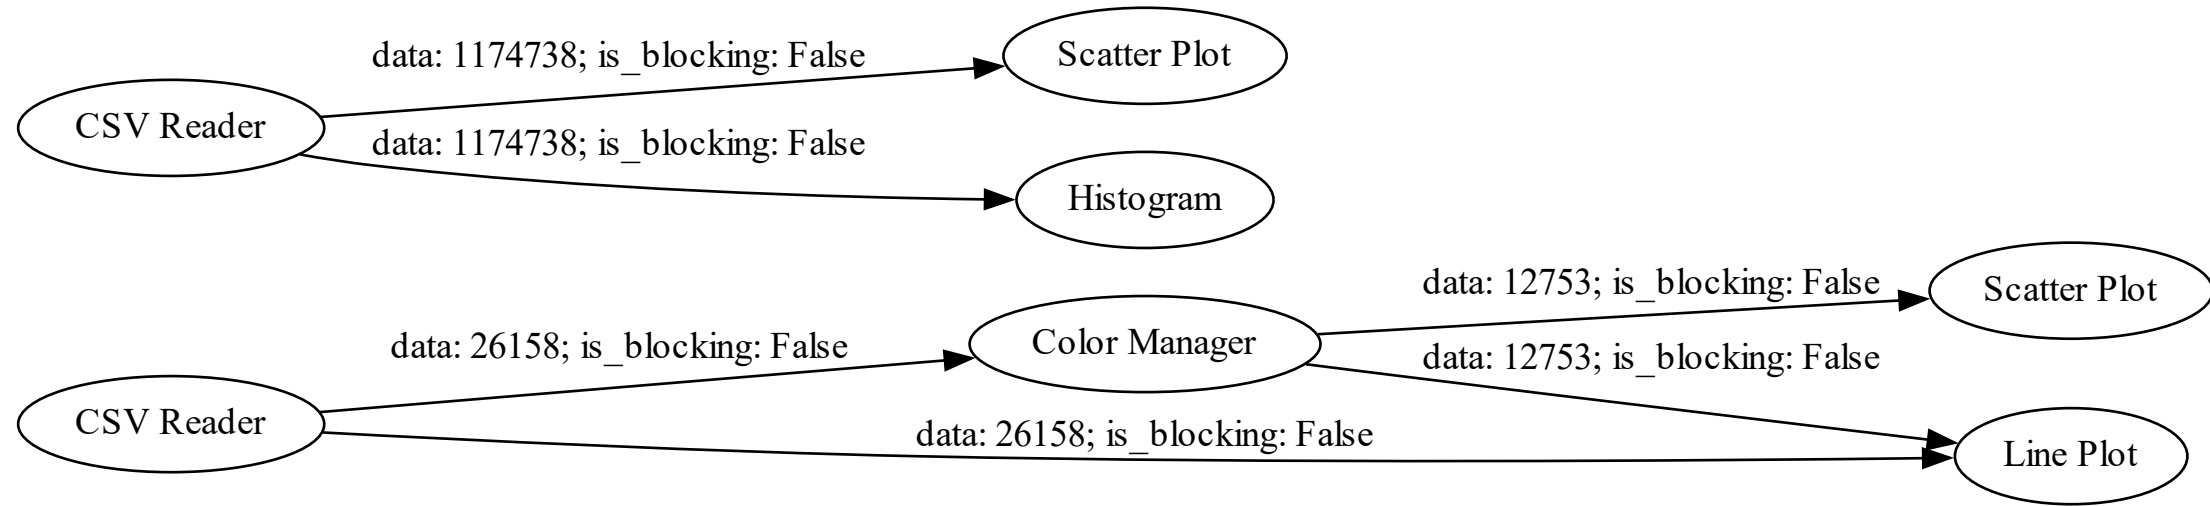 data: 1174738; is_blocking: False
Scatter Plot
CSV Reader
data: 1174738; is_blocking: False
Histogram
data: 12753; is_blocking: False
Scatter Plot
data: 26158; is_blocking: False
Color Manager
data: 12753; is_blocking: False
CSV Reader
data: 26158; is_blocking: False
Line Plot